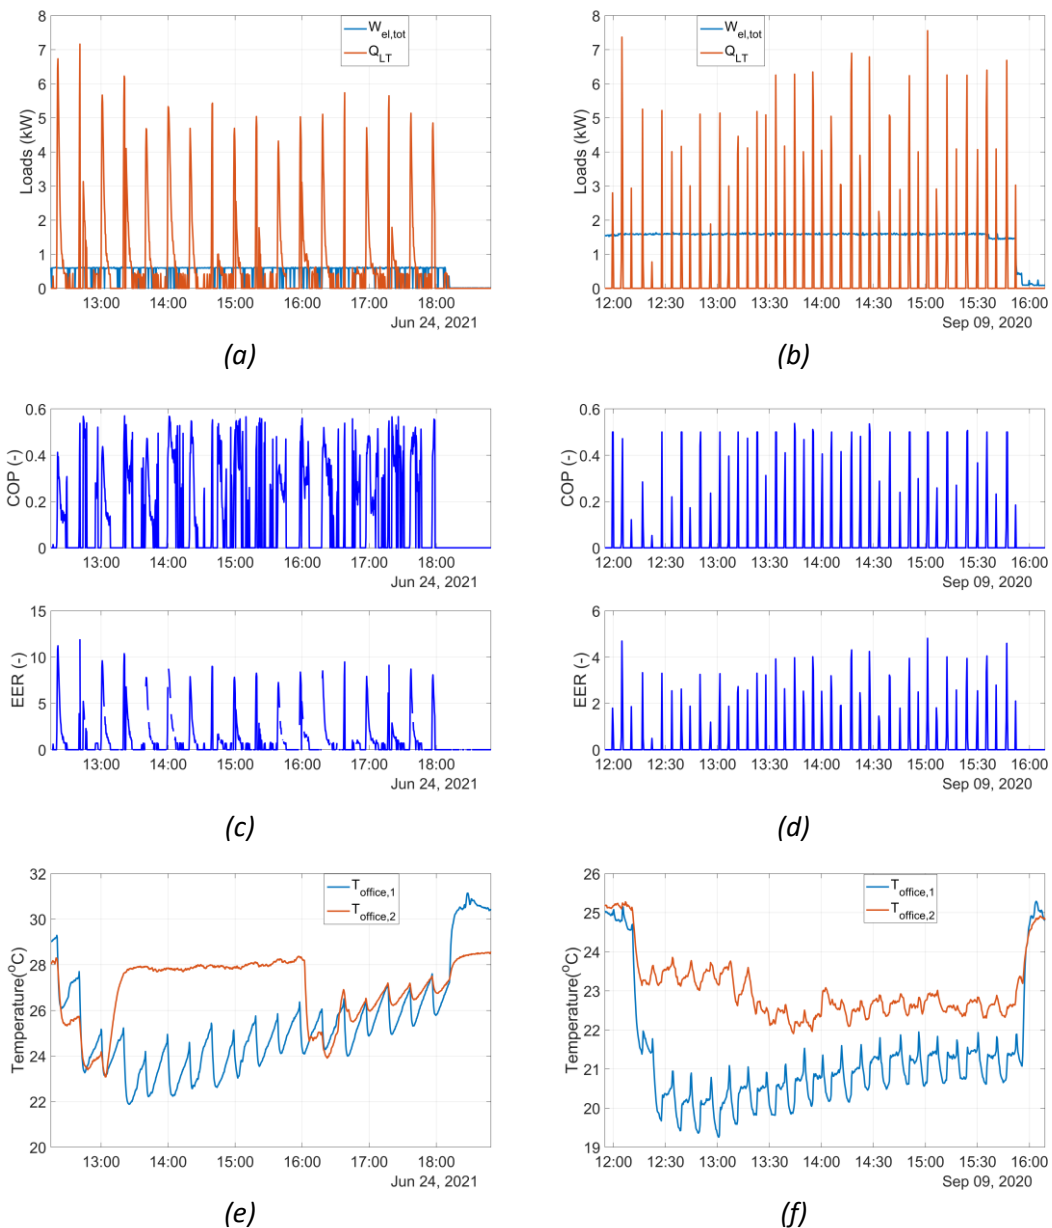 8
7
6
5
4
3
2
1
0
Loads (kW)
W el,tot
Q LT
13:00 14:00 15:00 16:00 17:00 18:00
Jun 24, 2021
(a)
8
7
6
5
4
3
2
1
0
Loads (kW)
W el,tot
Q LT
12:00 12:30 13:00 13:30 14:00 14:30 15:00 15:30 16:00
Sep 09, 2020
(b)
0.6
0.4
0.2
0
COP (-)
13:00 14:00 15:00 16:00 17:00 18:00
Jun 24, 2021
15
10
5
0
EER (-)
13:00 14:00 15:00 16:00 17:00 18:00
Jun 24, 2021
(c)
0.6
0.4
0.2
0
COP (-)
12:00 12:30 13:00 13:30 14:00 14:30 15:00 15:30 16:00
Sep 09, 2020
6
4
2
0
EER (-)
12:00 12:30 13:00 13:30 14:00 14:30 15:00 15:30 16:00
Sep 09, 2020
(d)
32
30
28
26
24
22
20
Temperature(°C)
T office,1
T office,2
13:00 14:00 15:00 16:00 17:00 18:00
Jun 24, 2021
(e)
26
25
24
23
22
21
20
19
Temperature(°C)
T office,1
T office,2
12:00 12:30 13:00 13:30 14:00 14:30 15:00 15:30 16:00
Sep 09, 2020
(f)